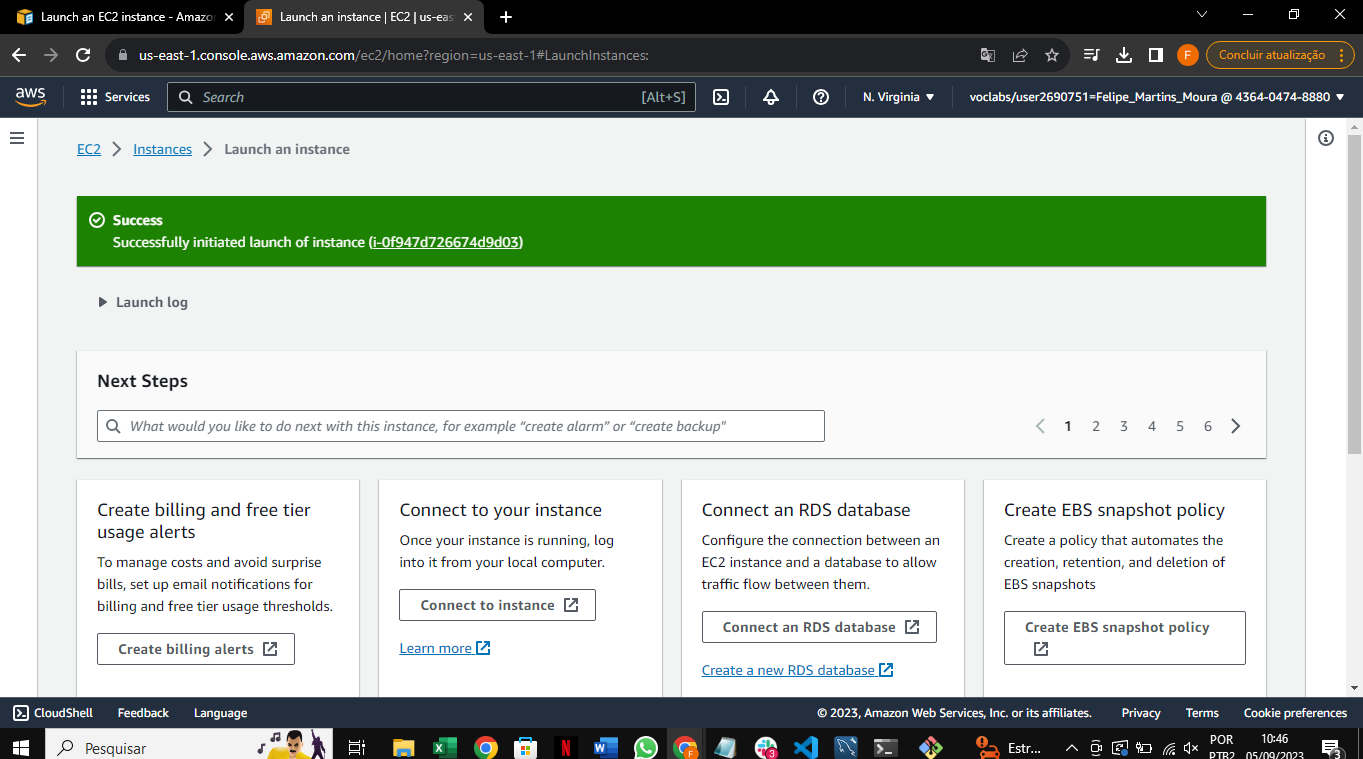 Launch an EC2 instance - Amazo
Launch an instance | EC2 | us-eas
us-east-1.console.aws.amazon.com/ec2/home?region=us-east-1#LaunchInstances:
F
Concluir atualização
aws
Services
Search
[Alt+S]
N. Virginia
voclabs/user2690751=Felipe_Martins_Moura @ 4364-0474-8880
EC2
Instances
Launch an instance
Success
Successfully initiated launch of instance (i-0f947d726674d9d03)
Launch log
Next Steps
What would you like to do next with this instance, for example “create alarm” or “create backup”
1 2 3 4 5 6
Create billing and free tier
usage alerts
To manage costs and avoid surprise
bills, set up email notifications for
billing and free tier usage thresholds.
Create billing alerts
Connect to your instance
Once your instance is running, log
into it from your local computer.
Connect to instance
Learn more
Connect an RDS database
Configure the connection between an
EC2 instance and a database to allow
traffic flow between them.
Connect an RDS database
Create a new RDS database
Create EBS snapshot policy
Create a policy that automates the
creation, retention, and deletion of
EBS snapshots
Create EBS snapshot policy
CloudShell
Feedback
Language
© 2023, Amazon Web Services, Inc. or its affiliates.
Privacy
Terms
Cookie preferences
Pesquisar
Estr...
POR
PTB2
10:46
05/09/2023
3